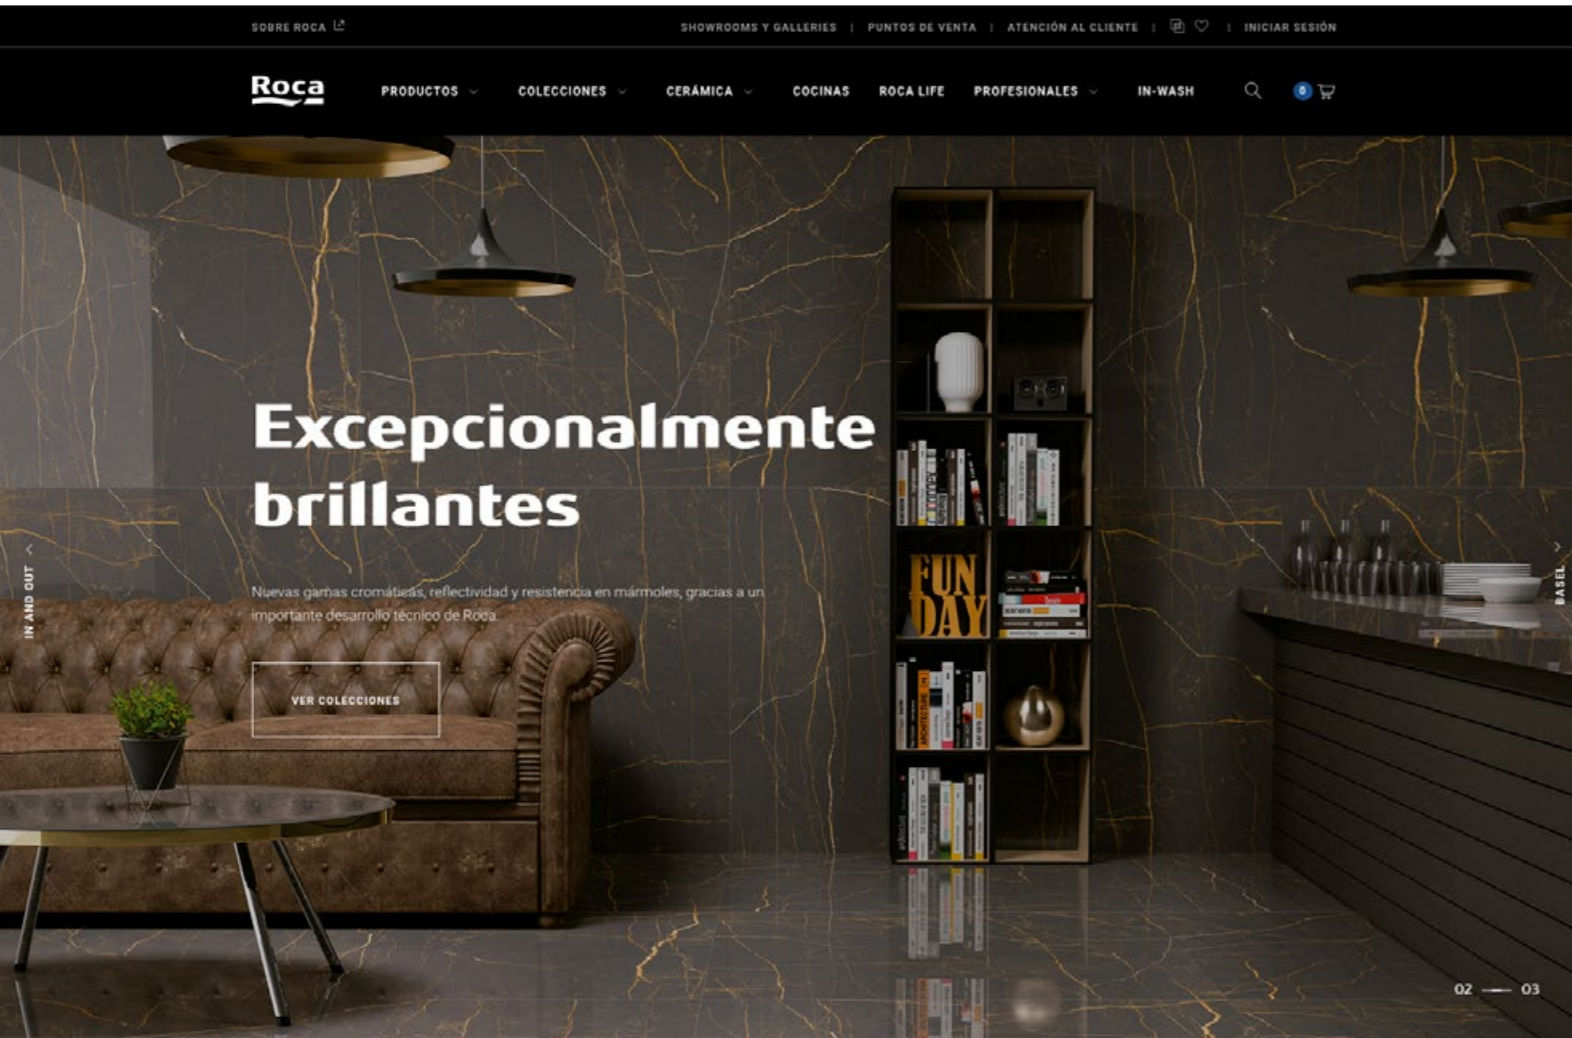 SOBRE ROCA
SHOWROOMS Y GALLERIES | PUNTOS DE VENTA | ATENCIÓN AL CLIENTE | | INICIAR SESIÓN
Roca
PRODUCTOS COLECCIONES CERÁMICA COCINAS ROCA LIFE PROFESIONALES IN-WASH
0
Excepcionalmente
brillantes
Nuevas gamas cromáticas, reflectividad y resistencia en mármoles, gracias a un
importante desarrollo técnico de Roca.
VER COLECCIONES
IN AND OUT
BASEL
FUN
DAY
ARCHITECTURE
02 — 03